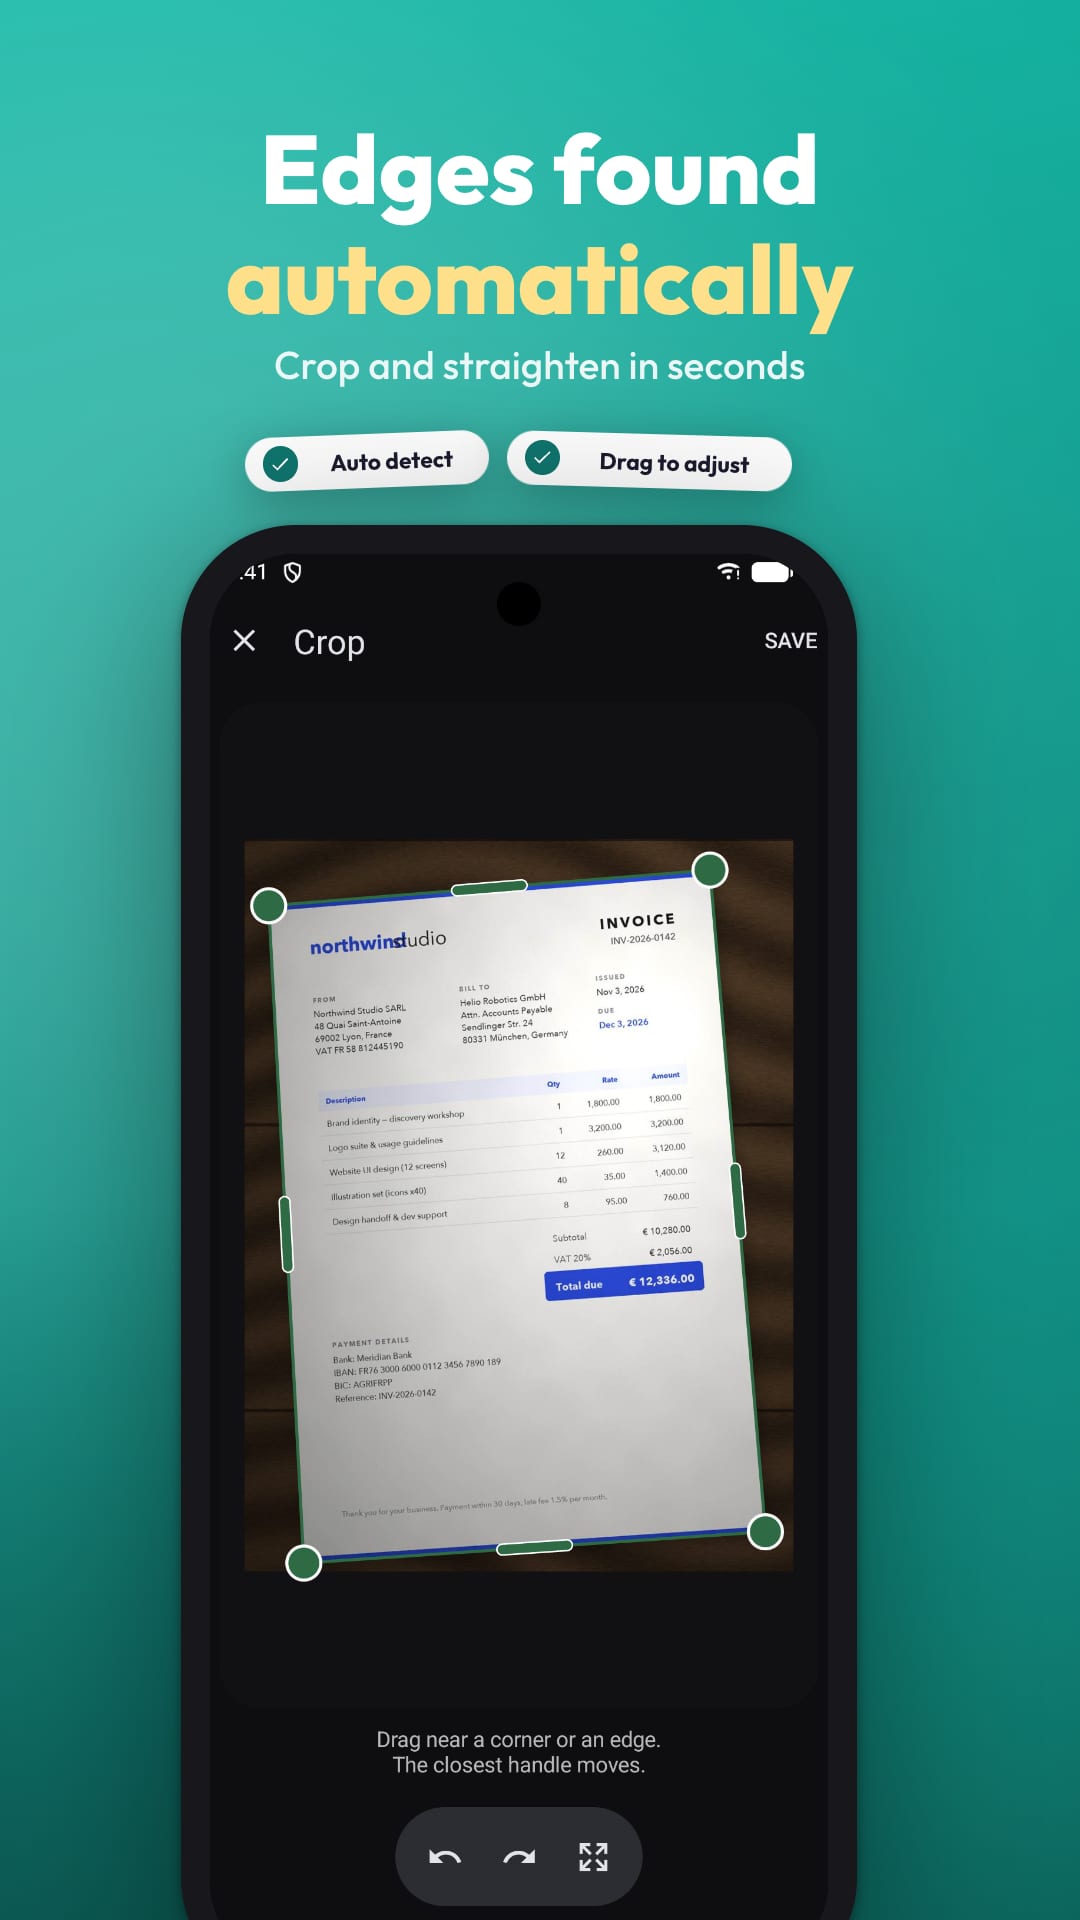 Edges found
automatically
Crop and straighten in seconds
Auto detect
Drag to adjust
:41
Crop
SAVE
northwindstudio
INVOICE
INV-2026-0142
FROM
Northwind Studio SARL
48 Quai Saint-Antoine
69002 Lyon, France
VAT FR 58 812445190
BILL TO
Helio Robotics GmbH
Attn. Accounts Payable
Sendlinger Str. 24
80331 München, Germany
ISSUED
Nov 3, 2026
DUE
Dec 3, 2026
Description Qty Rate Amount
Brand identity – discovery workshop 1 1,800.00 1,800.00
Logo suite & usage guidelines 1 3,200.00 3,200.00
Website UI design (12 screens) 12 260.00 3,120.00
Illustration set (icons x40) 40 35.00 1,400.00
Design handoff & dev support 8 95.00 760.00
Subtotal € 10,280.00
VAT 20% € 2,056.00
Total due € 12,336.00
PAYMENT DETAILS
Bank: Meridian Bank
IBAN: FR76 3000 6000 0112 3456 7890 189
BIC: AGRIFRPP
Reference: INV-2026-0142
Thank you for your business. Payment within 30 days, late fee 1.5% per month.
Drag near a corner or an edge.
The closest handle moves.